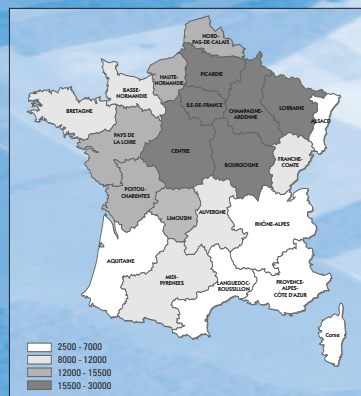 NORD-
PAS-DE-CALAIS
HAUTE-
NORMANDIE
PICARDIE
BASSE-
NORMANDIE
ILE-DE-FRANCE
CHAMPAGNE-
ARDENNE
LORRAINE
ALSACE
BRETAGNE
PAYS DE
LA LOIRE
CENTRE
BOURGOGNE
FRANCHE-
COMTE
POITOU-
CHARENTES
LIMOUSIN
AUVERGNE
RHÔNE-ALPES
AQUITAINE
MIDI-
PYRENEES
LANGUEDOC-
ROUSSILLON
PROVENCE-
ALPES-
CÔTE D'AZUR
Corse
2500 - 7000
8000 - 12000
12000 - 15500
15500 - 30000